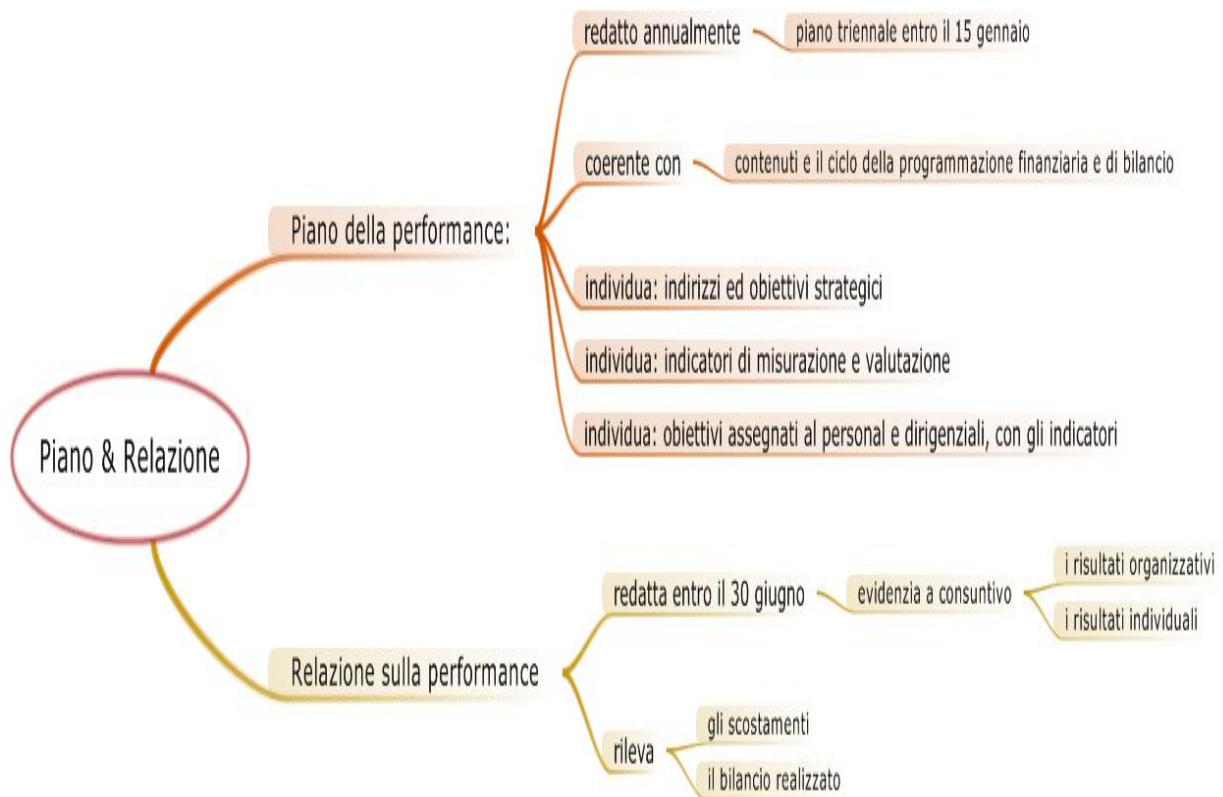 Piano & Relazione
Piano della performance:
redatto annualmente
piano triennale entro il 15 gennaio
coerente con
contenuti e il ciclo della programmazione finanziaria e di bilancio
individua: indirizzi ed obiettivi strategici
individua: indicatori di misurazione e valutazione
individua: obiettivi assegnati al personal e dirigenziali, con gli indicatori
Relazione sulla performance
redatta entro il 30 giugno
evidenzia a consuntivo
i risultati organizzativi
i risultati individuali
rileva
gli scostamenti
il bilancio realizzato